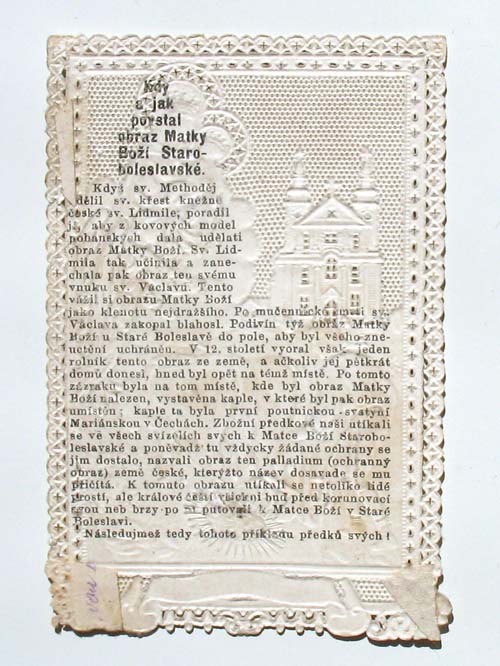 Kdy
a jak
povstal
obraz Matky
Boží Staro-
boleslavské.
Když sv. Methoděj
dělil sv. křest kněžně
české sv. Lidmile, poradil
jí, aby z kovových model
pohanských dala udělati
obraz Matky Boží. Sv. Lid-
mila tak učinila a zane-
chala pak obraz ten svému
vnuku sv. Václavu. Tento
vážil si obrazu Matky Boží
jako klenotu nejdražšího. Po mučennické smrti sv.
Václava zakopal blahosl. Podivín týž obraz Matky
Boží u Staré Boleslavě do pole, aby byl všeho zne-
uctění uchráněn. V 12. století vyoral však jeden
rolník tento obraz ze země, a ačkoliv jej pětkrát
domů donesl, hned byl opět na témž místě. Po tomto
zázraku byla na tom místě, kde byl obraz Matky
Boží nalezen, vystavěna kaple, v které byl pak obraz
umístěn; kaple ta byla první poutnickou svatyní
Mariánskou v Čechách. Zbožní předkové naši utíkali
se ve všech svízelích svých k Matce Boží Starobo-
leslavské a poněvadž tu vždycky žádané ochrany se
jim dostalo, nazvali obraz ten palladium (ochranný
obraz) země české, kterýžto název dosavade se mu
přičítá. K tomuto obrazu utíkali se netoliko lidé
prostí, ale králové čeští všickni buď před korunovací
svou neb brzy po ní putovali k Matce Boží v Staré
Boleslavi.
Následujmež tedy tohoto příkladu předků svých!